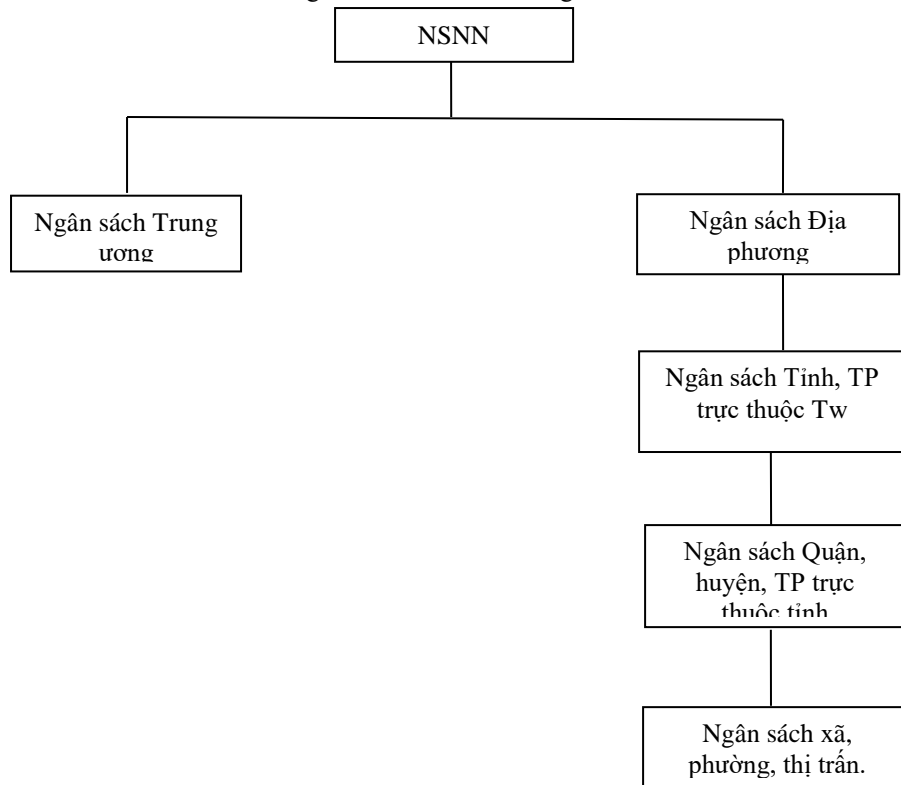 NSNN
Ngân sách Trung
ương
Ngân sách Địa
phương
Ngân sách Tỉnh, TP
trực thuộc Tw
Ngân sách Quận,
huyện, TP trực
thuộc tỉnh
Ngân sách xã,
phường, thị trấn.